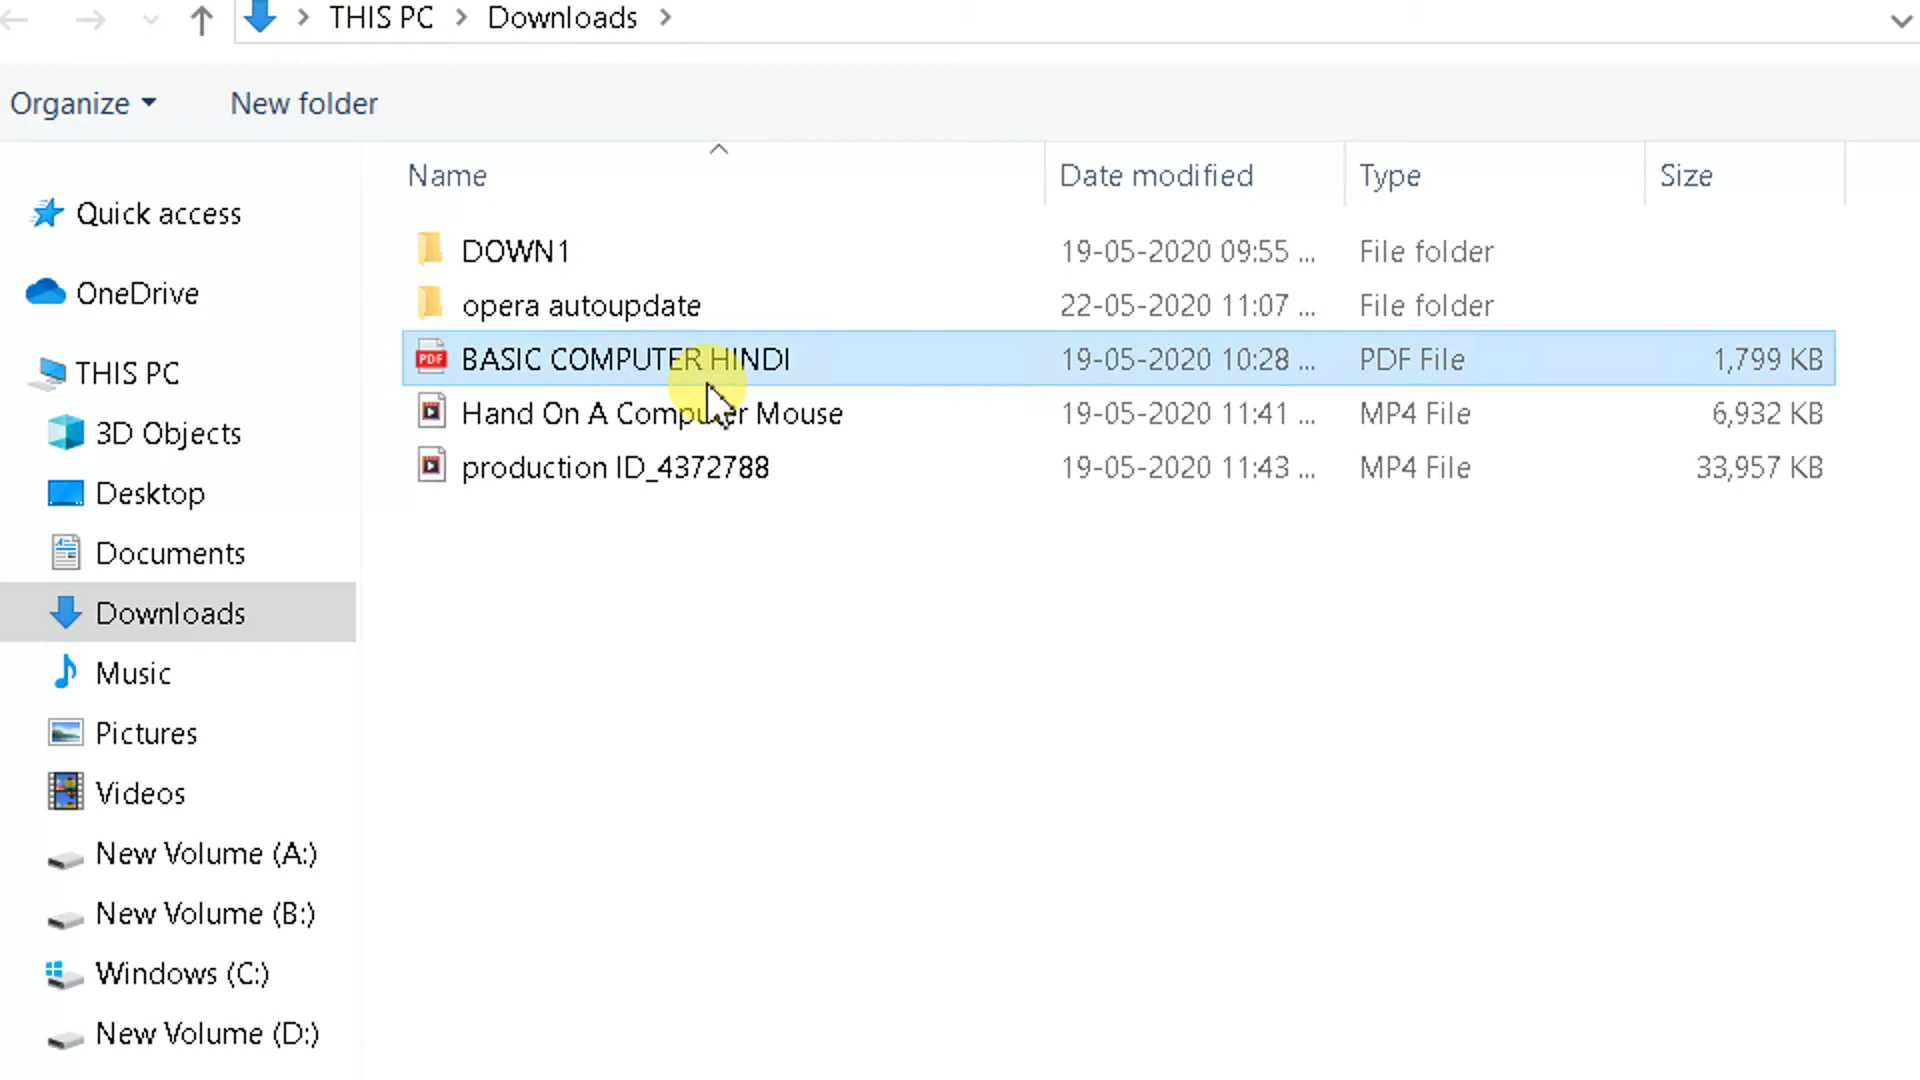 THIS PC > Downloads >
Organize New folder
Name Date modified Type Size
Quick access
OneDrive
THIS PC
3D Objects
Desktop
Documents
Downloads
Music
Pictures
Videos
New Volume (A:)
New Volume (B:)
Windows (C:)
New Volume (D:)
DOWN1 19-05-2020 09:55 ... File folder
opera autoupdate 22-05-2020 11:07 ... File folder
PDF BASIC COMPUTER HINDI 19-05-2020 10:28 ... PDF File 1,799 KB
Hand On A Computer Mouse 19-05-2020 11:41 ... MP4 File 6,932 KB
production ID_4372788 19-05-2020 11:43 ... MP4 File 33,957 KB